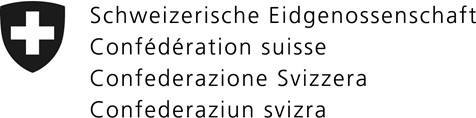 Schweizerische Eidgenossenschaft
Confédération suisse
Confederazione Svizzera
Confederaziun svizra